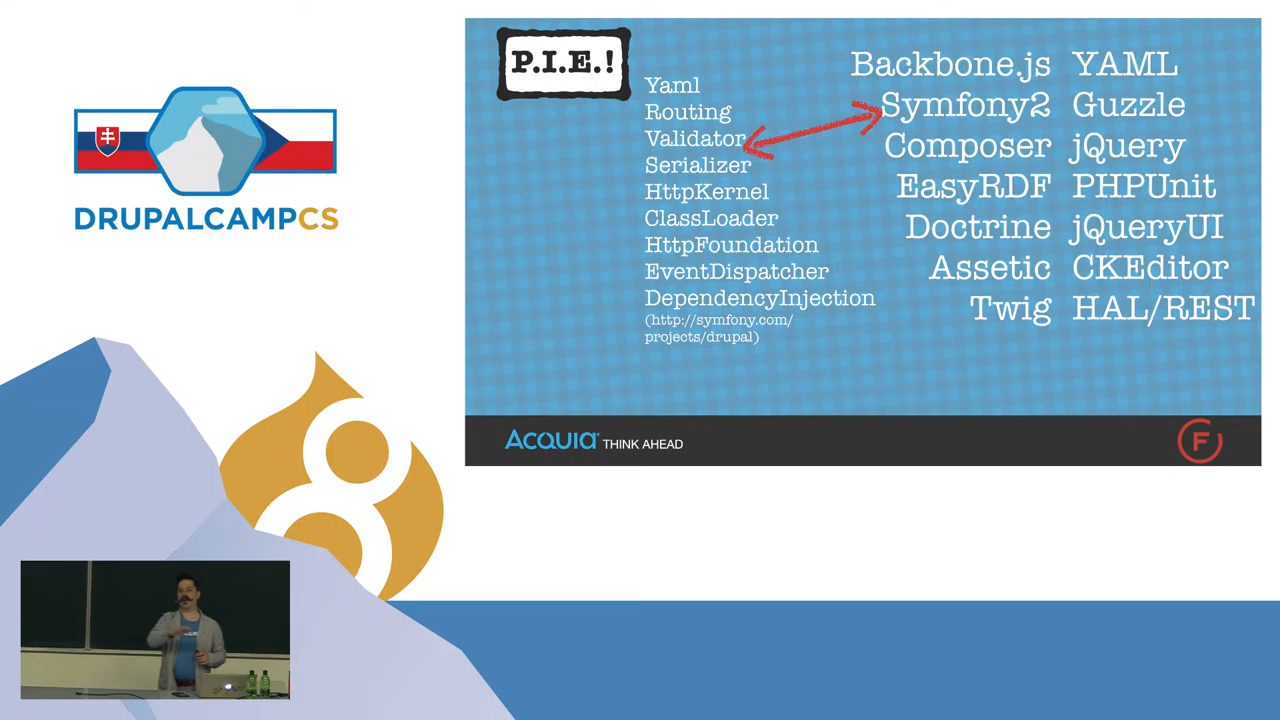 DRUPALCAMPCS
8
P.I.E.!
Yaml
Routing
Validator
Serializer
HttpKernel
ClassLoader
HttpFoundation
EventDispatcher
DependencyInjection
(http://symfony.com/
projects/drupal)
Backbone.js YAML
Symfony2 Guzzle
Composer jQuery
EasyRDF PHPUnit
Doctrine jQueryUI
Assetic CKEditor
Twig HAL/REST
ACQUIA® THINK AHEAD
F